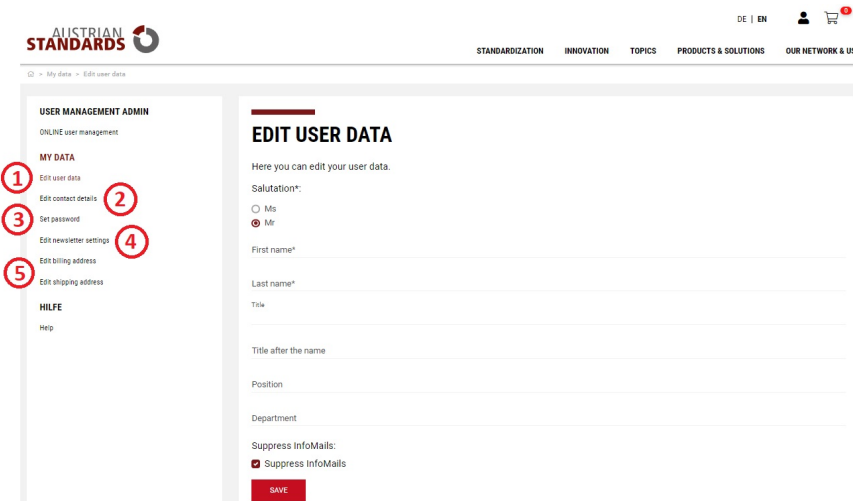 DE | EN
0
AUSTRIAN
STANDARDS
STANDARDIZATION INNOVATION TOPICS PRODUCTS & SOLUTIONS OUR NETWORK & US
> My data > Edit user data
USER MANAGEMENT ADMIN
ONLINE user management
MY DATA
1 Edit user data
Edit contact details 2
3 Set password
Edit newsletter settings 4
Edit billing address
5
Edit shipping address
HILFE
Help
EDIT USER DATA
Here you can edit your user data.
Salutation*:
Ms
Mr
First name*
Last name*
Title
Title after the name
Position
Department
Suppress InfoMails:
Suppress InfoMails
SAVE